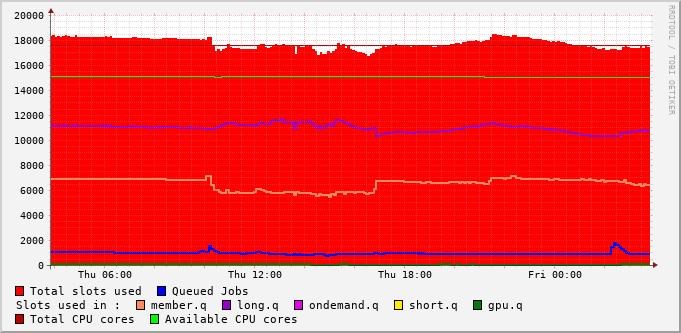 20000
18000
16000
14000
12000
10000
8000
6000
4000
2000
0
Thu 06:00 Thu 12:00 Thu 18:00 Fri 00:00
RRDTOOL / TOBI OETIKER
Total slots used Queued Jobs
Slots used in : member.q long.q ondemand.q short.q gpu.q
Total CPU cores Available CPU cores